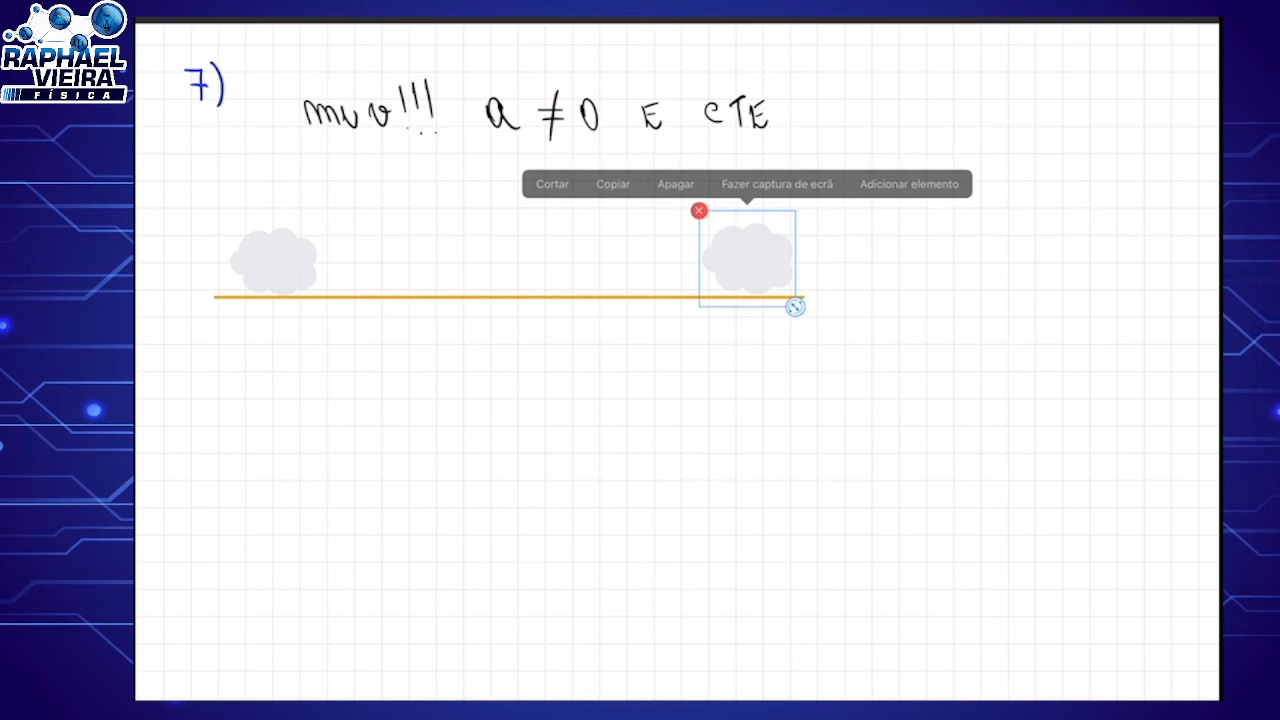 RAPHAEL
VIEIRA
FÍSICA
7)
muv!!! a ≠ 0 E cTE
Cortar Copiar Apagar Fazer captura de ecrã Adicionar elemento